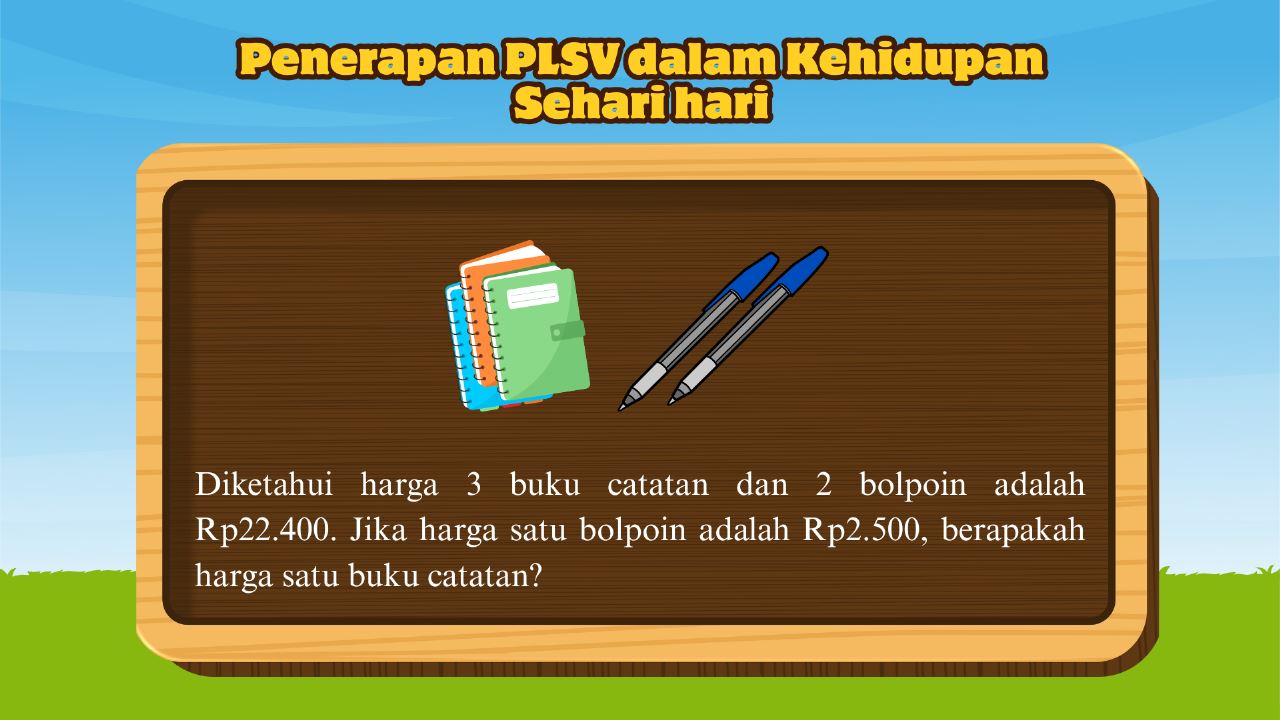 Penerapan PLSV dalam Kehidupan
Sehari hari
Diketahui harga 3 buku catatan dan 2 bolpoin adalah
Rp22.400. Jika harga satu bolpoin adalah Rp2.500, berapakah
harga satu buku catatan?